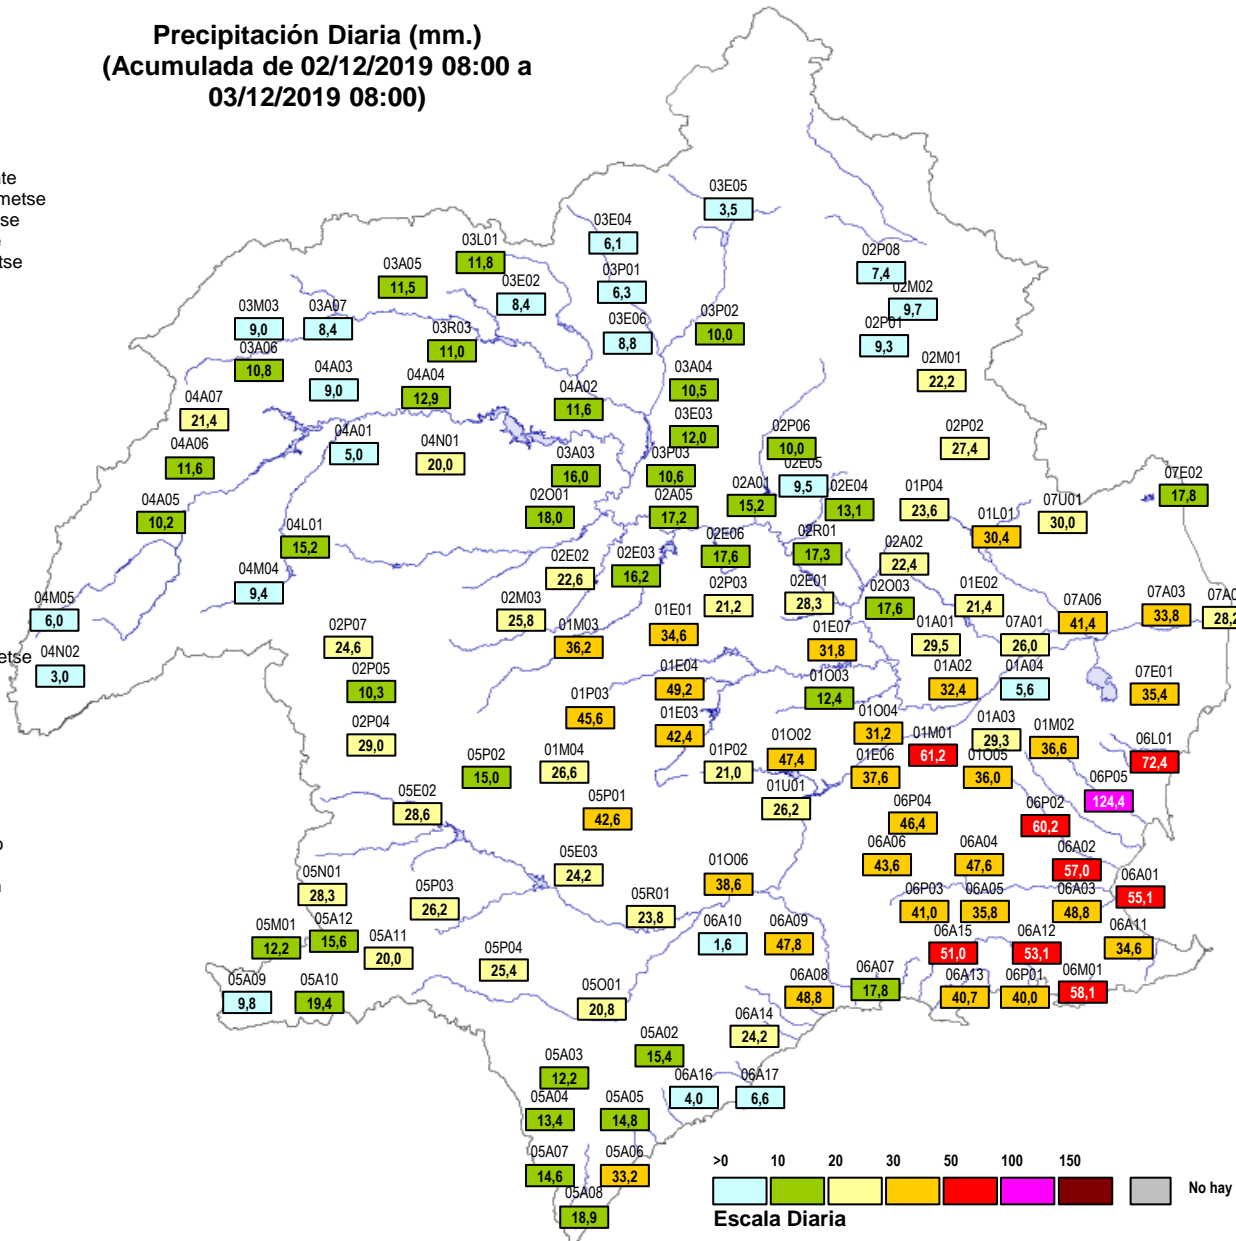 Precipitación Diaria (mm.)
(Acumulada de 02/12/2019 08:00 a
03/12/2019 08:00)
nte
metse
se
e
tse
etse
o
n
03E05
3,5
03E04
6,1
03L01
11,8
03A05
11,5
03E02
8,4
03P01
6,3
02P08
7,4
02M02
9,7
03M03
9,0
03A07
8,4
03R03
11,0
03E06
8,8
03P02
10,0
02P01
9,3
03A06
10,8
04A03
9,0
04A04
12,9
04A02
11,6
03A04
10,5
02M01
22,2
04A07
21,4
03E03
12,0
04A01
5,0
04N01
20,0
02P06
10,0
02P02
27,4
04A06
11,6
03A03
16,0
03P03
10,6
02E05
9,5
07E02
17,8
04A05
10,2
02O01
18,0
02A05
17,2
02A01
15,2
02E04
13,1
01P04
23,6
07U01
30,0
04L01
15,2
01L01
30,4
02E02
22,6
02E03
16,2
02E06
17,6
02R01
17,3
02A02
22,4
04M04
9,4
04M05
6,0
02M03
25,8
02P03
21,2
02E01
28,3
02O03
17,6
01E02
21,4
07A06
41,4
07A03
33,8
07A0
28,2
02P07
24,6
01M03
36,2
01E01
34,6
01E07
31,8
01A01
29,5
07A01
26,0
04N02
3,0
02P05
10,3
01E04
49,2
01O03
12,4
01A02
32,4
01A04
5,6
07E01
35,4
01P03
45,6
02P04
29,0
01E03
42,4
01O04
31,2
01M01
61,2
01A03
29,3
01M02
36,6
06L01
72,4
05P02
15,0
01M04
26,6
01P02
21,0
01O02
47,4
01E06
37,6
01O05
36,0
06P05
124,4
05E02
28,6
05P01
42,6
01U01
26,2
06P04
46,4
06P02
60,2
05E03
24,2
01O06
38,6
06A06
43,6
06A04
47,6
06A02
57,0
06A01
55,1
05N01
28,3
05P03
26,2
05R01
23,8
06P03
41,0
06A05
35,8
06A03
48,8
05M01
12,2
05A12
15,6
05A11
20,0
06A10
1,6
06A09
47,8
06A15
51,0
06A12
53,1
06A11
34,6
05P04
25,4
05A09
9,8
05A10
19,4
05O01
20,8
06A08
48,8
06A07
17,8
06A13
40,7
06P01
40,0
06M01
58,1
05A02
15,4
06A14
24,2
05A03
12,2
06A16
4,0
06A17
6,6
05A04
13,4
05A05
14,8
05A07
14,6
05A06
33,2
05A08
18,9
>0 10 20 30 50 100 150
No hay
Escala Diaria